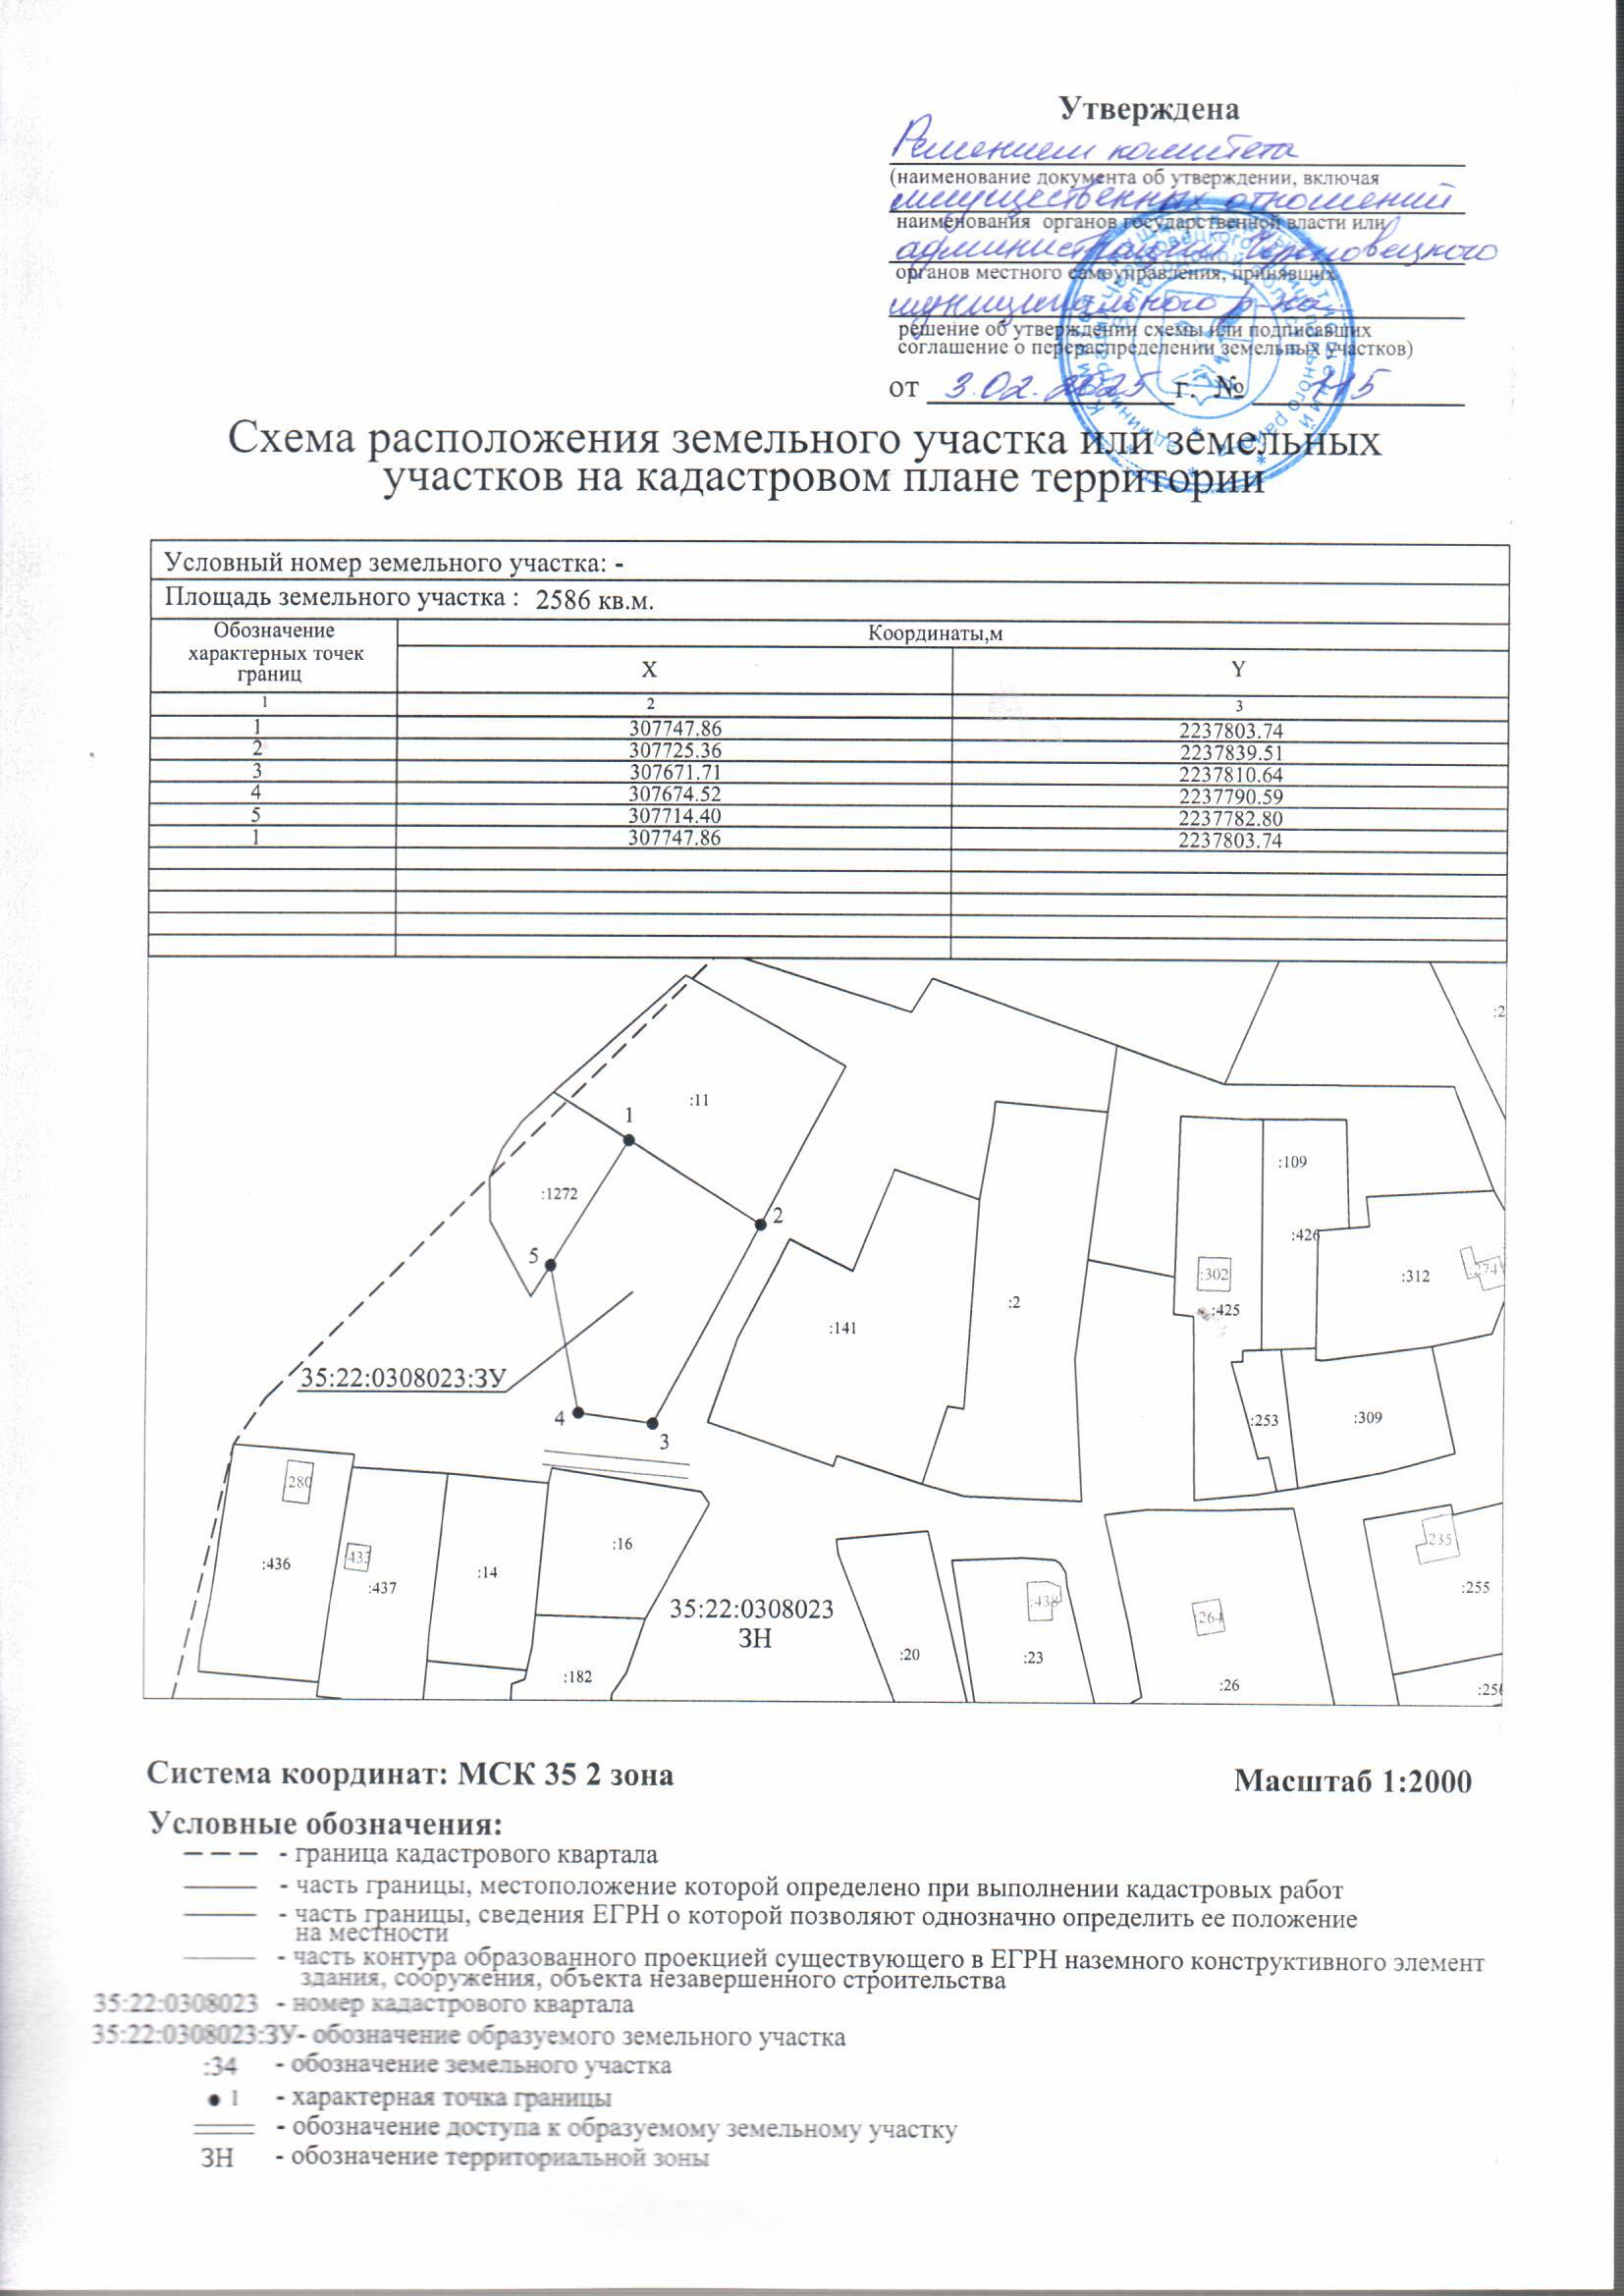 Утверждена
Решением комитета
(наименование документа об утверждении, включая
имущественных отношений
наименования органов государственной власти или
администрации Череповецкого
органов местного самоуправления, принявших
муниципального р-на
решение об утверждении схемы или подписавших
соглашение о перераспределении земельных участков)
от 3.02.2025 г. №
Схема расположения земельного участка или земельных
участков на кадастровом плане территории
Условный номер земельного участка: -
Площадь земельного участка : 2586 кв.м.
Обозначение
характерных точек
границ
Координаты,м
X Y
1 2 3
1 307747.86 2237803.74
2 307725.36 2237839.51
3 307671.71 2237810.64
4 307674.52 2237790.59
5 307714.40 2237782.80
1 307747.86 2237803.74
:2
:11
1
:109
:1272
2
:426
5
:302
:312
:274
:2
:425
:141
35:22:0308023:ЗУ
4
3
:253
:309
280
:16
235
433
:436
:437
:14
:255
35:22:0308023
ЗН
:438
:264
:20
:23
:182
:26
:256
Система координат: МСК 35 2 зона
Масштаб 1:2000
Условные обозначения:
- граница кадастрового квартала
- часть границы, местоположение которой определено при выполнении кадастровых работ
- часть границы, сведения ЕГРН о которой позволяют однозначно определить ее положение
на местности
- часть контура образованного проекцией существующего в ЕГРН наземного конструктивного элемент
здания, сооружения, объекта незавершенного строительства
35:22:0308023 - номер кадастрового квартала
35:22:0308023:ЗУ- обозначение образуемого земельного участка
:34 - обозначение земельного участка
1 - характерная точка границы
- обозначение доступа к образуемому земельному участку
ЗН - обозначение территориальной зоны